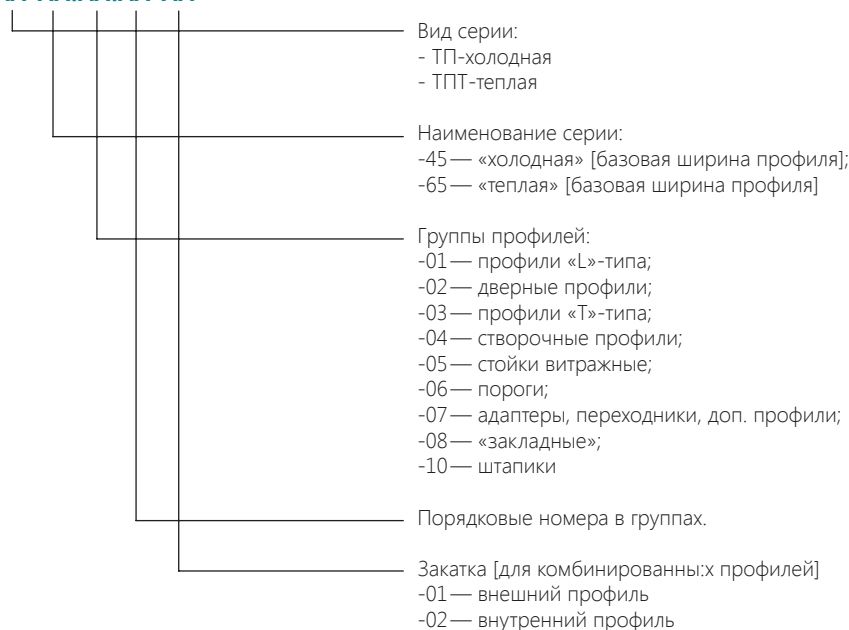 Вид серии:
- ТП-холодная
- ТПТ-теплая
Наименование серии:
-45— «холодная» [базовая ширина профиля];
-65— «теплая» [базовая ширина профиля]
Группы профилей:
-01— профили «L»-типа;
-02— дверные профили;
-03— профили «T»-типа;
-04— створочные профили;
-05— стойки витражные;
-06— пороги;
-07— адаптеры, переходники, доп. профили;
-08— «закладные»;
-10— штапики
Порядковые номера в группах.
Закатка [для комбинированны:х профилей]
-01— внешний профиль
-02— внутренний профиль